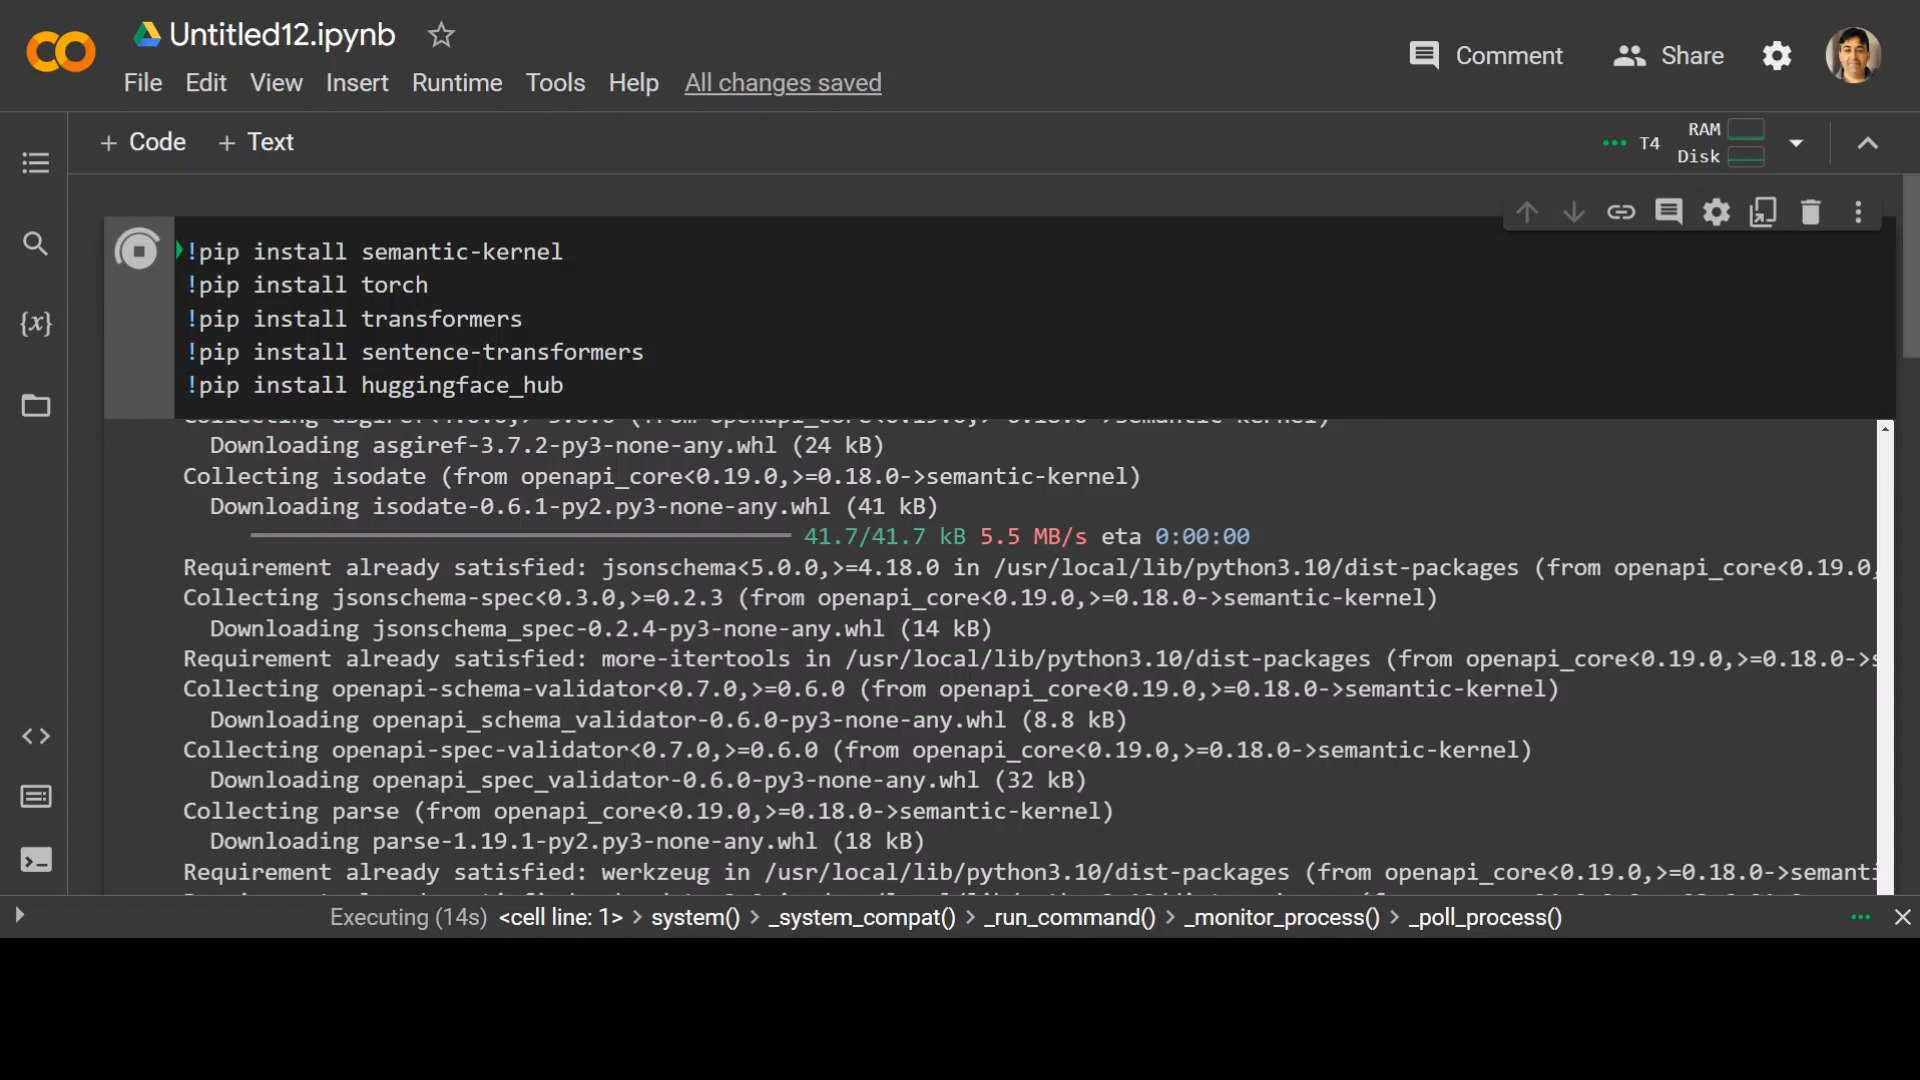 Untitled12.ipynb
Comment
Share
File Edit View Insert Runtime Tools Help All changes saved
+ Code + Text
T4
RAM
Disk
{x}
!pip install semantic-kernel
!pip install torch
!pip install transformers
!pip install sentence-transformers
!pip install huggingface_hub
Downloading asgiref-3.7.2-py3-none-any.whl (24 kB)
Collecting isodate (from openapi_core<0.19.0,>=0.18.0->semantic-kernel)
Downloading isodate-0.6.1-py2.py3-none-any.whl (41 kB)
41.7/41.7 kB 5.5 MB/s eta 0:00:00
Requirement already satisfied: jsonschema<5.0.0,>=4.18.0 in /usr/local/lib/python3.10/dist-packages (from openapi_core<0.19.0,
Collecting jsonschema-spec<0.3.0,>=0.2.3 (from openapi_core<0.19.0,>=0.18.0->semantic-kernel)
Downloading jsonschema_spec-0.2.4-py3-none-any.whl (14 kB)
Requirement already satisfied: more-itertools in /usr/local/lib/python3.10/dist-packages (from openapi_core<0.19.0,>=0.18.0->s
Collecting openapi-schema-validator<0.7.0,>=0.6.0 (from openapi_core<0.19.0,>=0.18.0->semantic-kernel)
Downloading openapi_schema_validator-0.6.0-py3-none-any.whl (8.8 kB)
Collecting openapi-spec-validator<0.7.0,>=0.6.0 (from openapi_core<0.19.0,>=0.18.0->semantic-kernel)
Downloading openapi_spec_validator-0.6.0-py3-none-any.whl (32 kB)
Collecting parse (from openapi_core<0.19.0,>=0.18.0->semantic-kernel)
Downloading parse-1.19.1-py2.py3-none-any.whl (18 kB)
Requirement already satisfied: werkzeug in /usr/local/lib/python3.10/dist-packages (from openapi_core<0.19.0,>=0.18.0->semanti
Executing (14s) <cell line: 1> > system() > _system_compat() > _run_command() > _monitor_process() > _poll_process()